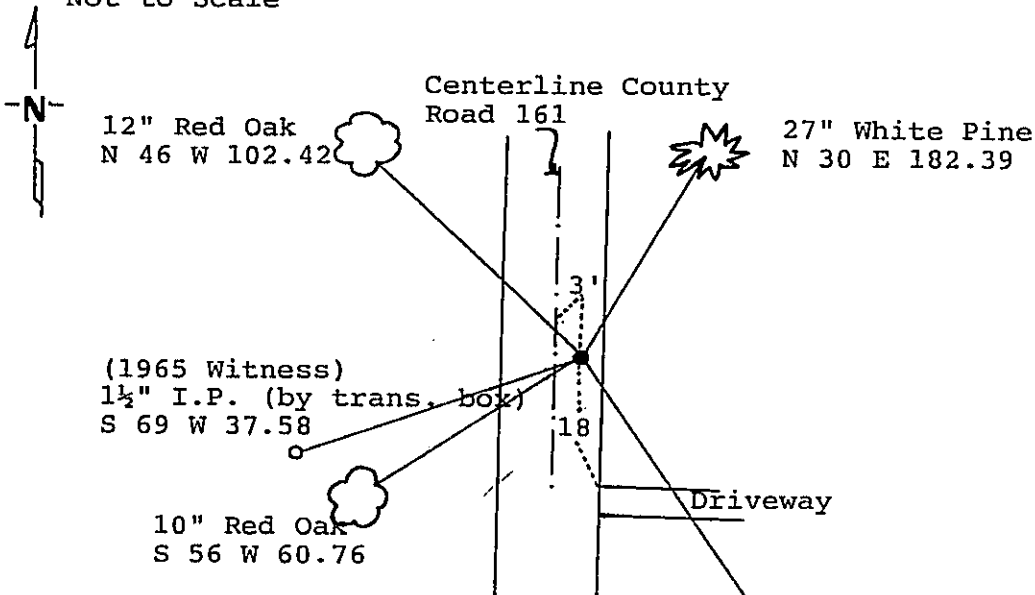 Not to Scale
N
Centerline County
Road 161
12" Red Oak
N 46 W 102.42
27" White Pine
N 30 E 182.39
3'
(1965 Witness)
1½" I.P. (by trans. box)
S 69 W 37.58
18
Driveway
10" Red Oak
S 56 W 60.76